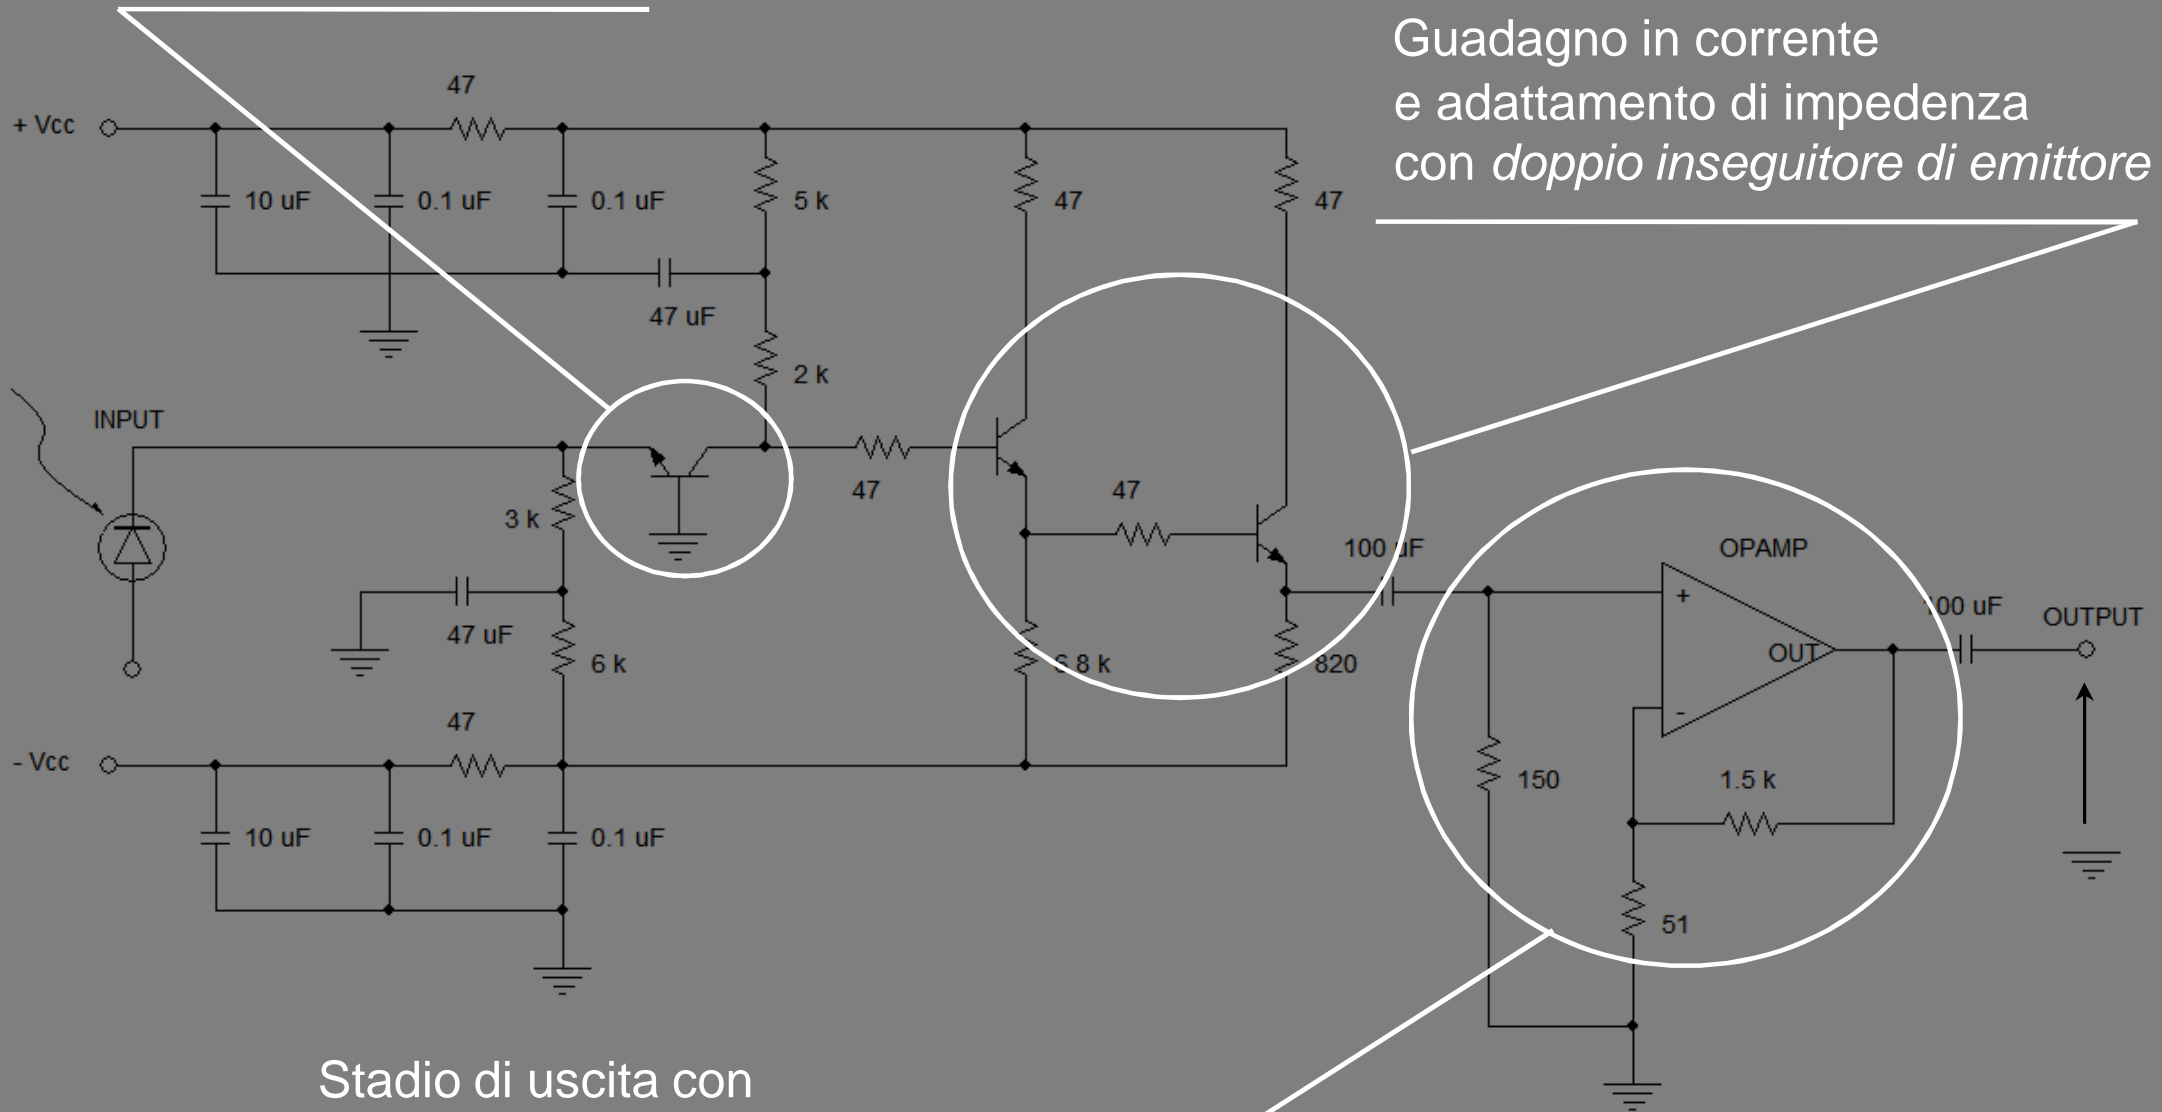 Guadagno in corrente
e adattamento di impedenza
con doppio inseguitore di emittore
47
+ Vcc
10 uF
0.1 uF
0.1 uF
5 k
47
47
47 uF
2 k
INPUT
47
47
3 k
100 uF
OPAMP
+
100 uF
OUTPUT
47 uF
6 k
6.8 k
820
OUT
-
47
- Vcc
150
1.5 k
10 uF
0.1 uF
0.1 uF
51
Stadio di uscita con